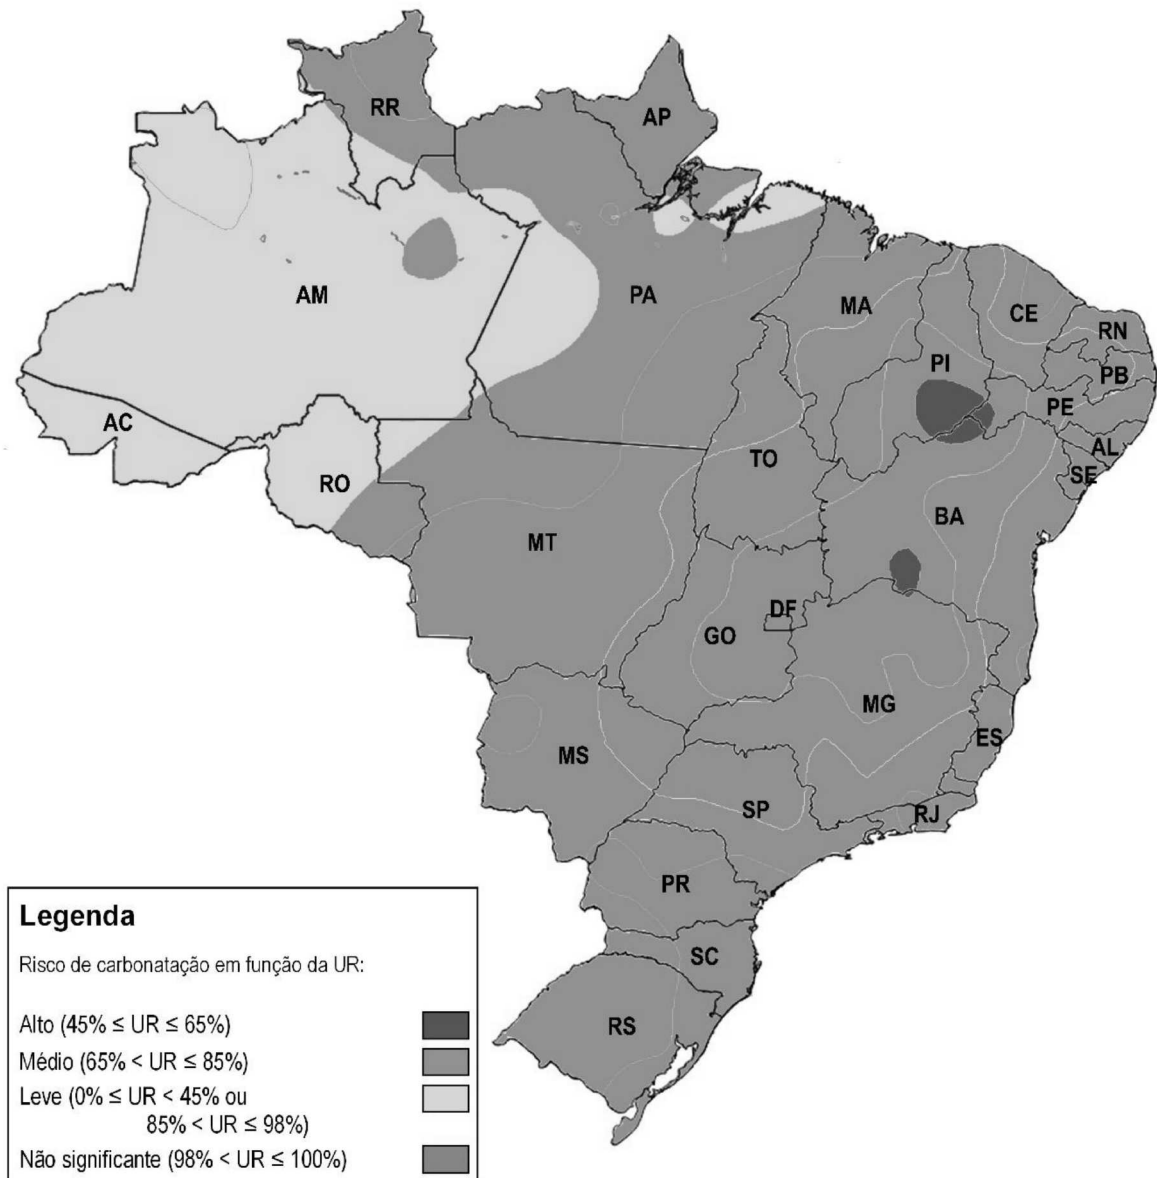 RR
AP
AM
PA
MA
CE
RN
PI
PB
PE
AC
AL
TO
SE
RO
BA
MT
DF
GO
MG
ES
MS
SP
RJ
PR
SC
RS
Legenda
Risco de carbonatação em função da UR:
Alto (45% ≤ UR ≤ 65%)
Médio (65% < UR ≤ 85%)
Leve (0% ≤ UR < 45% ou
85% < UR ≤ 98%)
Não significante (98% < UR ≤ 100%)